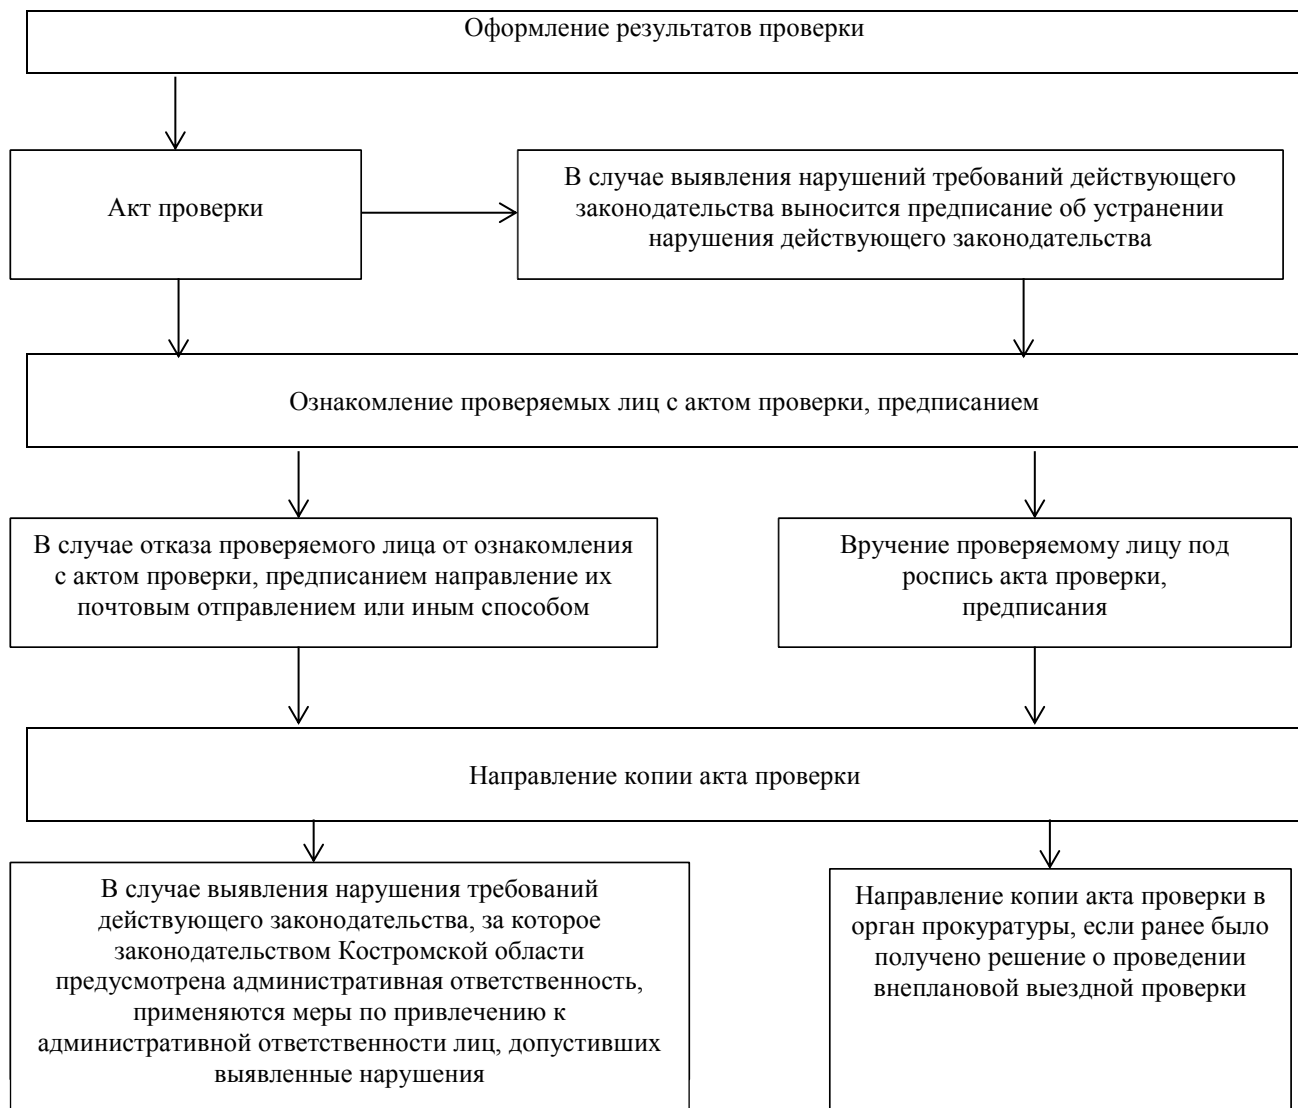 Оформление результатов проверки
Акт проверки
В случае выявления нарушений требований действующего
законодательства выносится предписание об устранении
нарушения действующего законодательства
Ознакомление проверяемых лиц с актом проверки, предписанием
В случае отказа проверяемого лица от ознакомления
с актом проверки, предписанием направление их
почтовым отправлением или иным способом
Вручение проверяемому лицу под
роспись акта проверки,
предписания
Направление копии акта проверки
В случае выявления нарушения требований
действующего законодательства, за которое
законодательством Костромской области
предусмотрена административная ответственность,
применяются меры по привлечению к
административной ответственности лиц, допустивших
выявленные нарушения
Направление копии акта проверки в
орган прокуратуры, если ранее было
получено решение о проведении
внеплановой выездной проверки